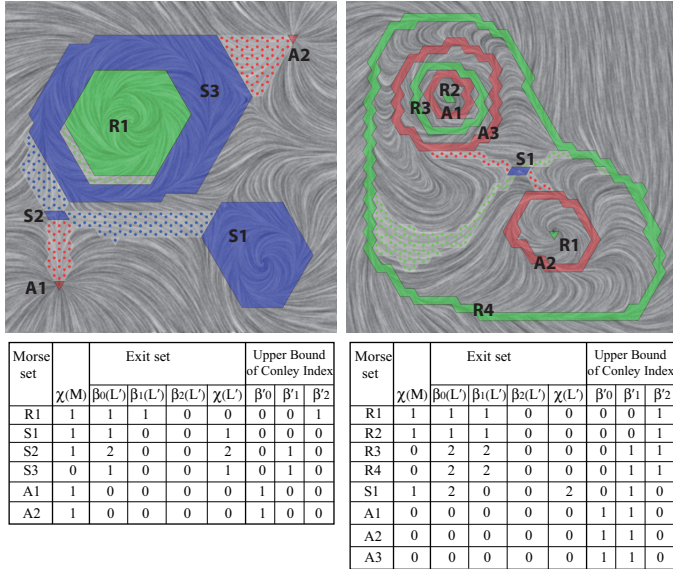 A2
S3
R1
S2
S1
A1
R2
R3
A1
A3
S1
R1
A2
R4
Morse set Exit set Upper Bound of Conley Index
χ(M) β0(L′) β1(L′) β2(L′) χ(L′) β′0 β′1 β′2
R1 1 1 1 0 0 0 0 1
S1 1 1 0 0 1 0 0 0
S2 1 2 0 0 2 0 1 0
S3 0 1 0 0 1 0 1 0
A1 1 0 0 0 0 1 0 0
A2 1 0 0 0 0 1 0 0
Morse set Exit set Upper Bound of Conley Index
χ(M) β0(L′) β1(L′) β2(L′) χ(L′) β′0 β′1 β′2
R1 1 1 1 0 0 0 0 1
R2 1 1 1 0 0 0 0 1
R3 0 2 2 0 0 0 1 1
R4 0 2 2 0 0 0 1 1
S1 1 2 0 0 2 0 1 0
A1 0 0 0 0 0 1 1 0
A2 0 0 0 0 0 1 1 0
A3 0 0 0 0 0 1 1 0